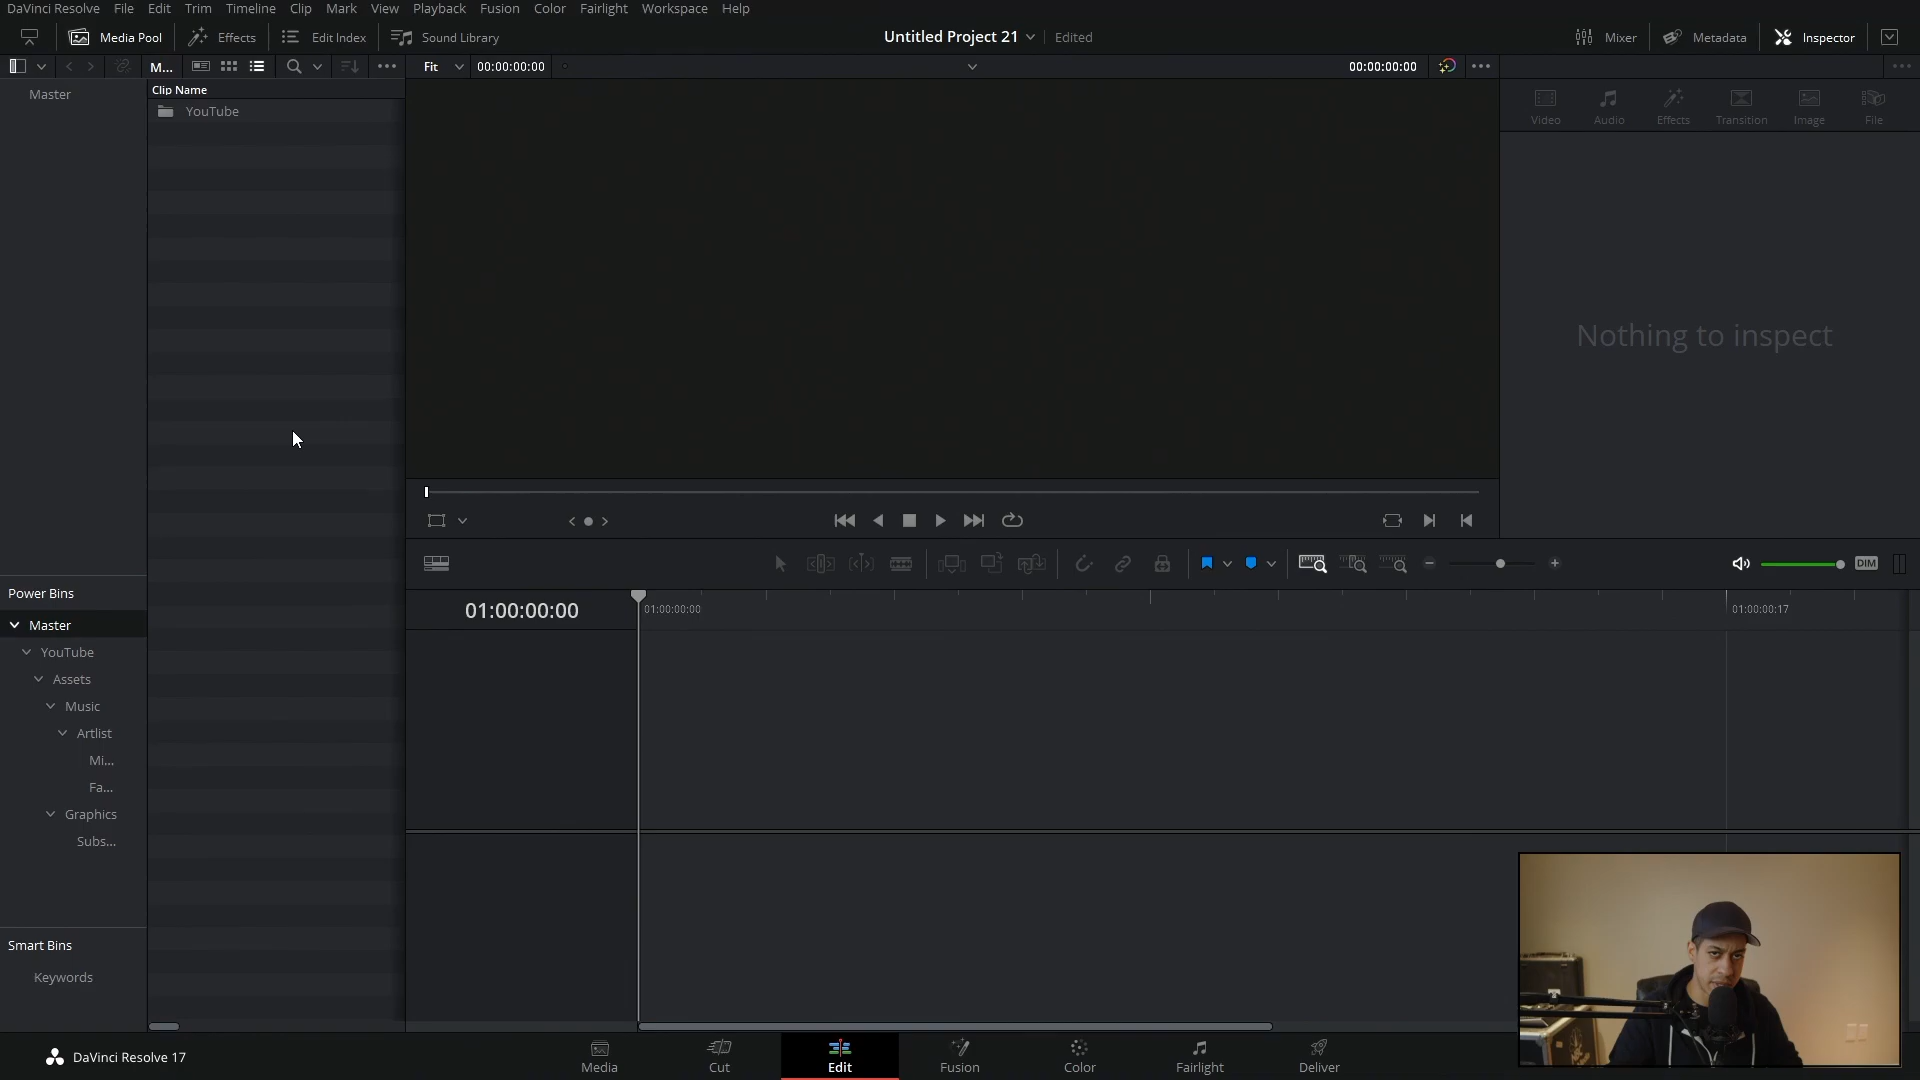 DaVinci Resolve File Edit Trim Timeline Clip Mark View Playback Fusion Color Fairlight Workspace Help
Media Pool Effects Edit Index Sound Library Untitled Project 21 Edited Mixer Metadata Inspector
M... Fit 00:00:00:00 00:00:00:00
Master
Clip Name
YouTube
Video Audio Effects Transition Image File
Nothing to inspect
DIM
01:00:00:00 01:00:00:00 01:00:00:17
Power Bins
Master
YouTube
Assets
Music
Artlist
Mi...
Fa...
Graphics
Subs...
Smart Bins
Keywords
DaVinci Resolve 17
Media Cut Edit Fusion Color Fairlight Deliver